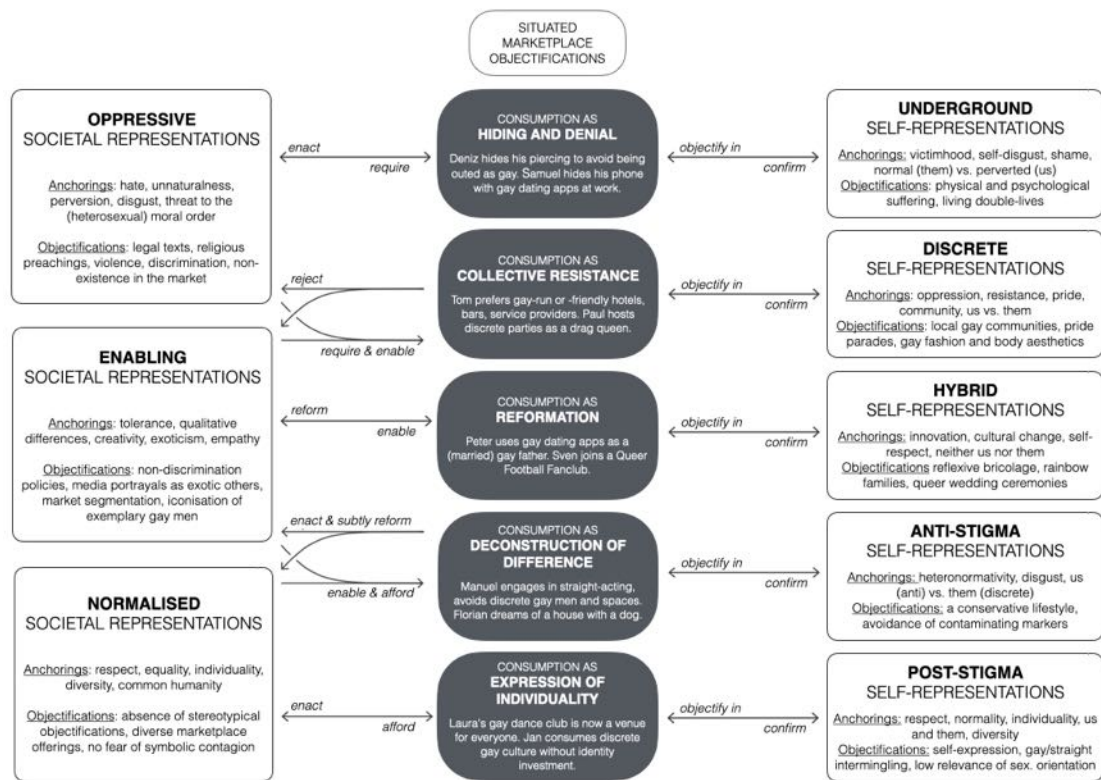 SITUATED
MARKETPLACE
OBJECTIFICATIONS
OPPRESSIVE
SOCIETAL REPRESENTATIONS
Anchorings: hate, unnaturalness,
perversion, disgust, threat to the
(heterosexual) moral order
Objectifications: legal texts, religious
preachings, violence, discrimination, non-
existence in the market
enact
require
CONSUMPTION AS
HIDING AND DENIAL
Deniz hides his piercing to avoid being
outed as gay. Samuel hides his phone
with gay dating apps at work.
objectify in
confirm
UNDERGROUND
SELF-REPRESENTATIONS
Anchorings: victimhood, self-disgust, shame,
normal (them) vs. perverted (us)
Objectifications: physical and psychological
suffering, living double-lives
reject
require & enable
CONSUMPTION AS
COLLECTIVE RESISTANCE
Tom prefers gay-run or -friendly hotels,
bars, service providers. Paul hosts
discrete parties as a drag queen.
objectify in
confirm
DISCRETE
SELF-REPRESENTATIONS
Anchorings: oppression, resistance, pride,
community, us vs. them
Objectifications: local gay communities, pride
parades, gay fashion and body aesthetics
ENABLING
SOCIETAL REPRESENTATIONS
Anchorings: tolerance, qualitative
differences, creativity, exoticism, empathy
Objectifications: non-discrimination
policies, media portrayals as exotic others,
market segmentation, iconisation of
exemplary gay men
reform
enable
CONSUMPTION AS
REFORMATION
Peter uses gay dating apps as a
(married) gay father. Sven joins a Queer
Football Fanclub.
objectify in
confirm
HYBRID
SELF-REPRESENTATIONS
Anchorings: innovation, cultural change, self-
respect, neither us nor them
Objectifications reflexive bricolage, rainbow
families, queer wedding ceremonies
enact & subtly reform
enable & afford
CONSUMPTION AS
DECONSTRUCTION OF
DIFFERENCE
Manuel engages in straight-acting,
avoids discrete gay men and spaces.
Florian dreams of a house with a dog.
objectify in
confirm
ANTI-STIGMA
SELF-REPRESENTATIONS
Anchorings: heteronormativity, disgust, us
(anti) vs. them (discrete)
Objectifications: a conservative lifestyle,
avoidance of contaminating markers
NORMALISED
SOCIETAL REPRESENTATIONS
Anchorings: respect, equality, individuality,
diversity, common humanity
Objectifications: absence of stereotypical
objectifications, diverse marketplace
offerings, no fear of symbolic contagion
enact
afford
CONSUMPTION AS
EXPRESSION OF
INDIVIDUALITY
Laura's gay dance club is now a venue
for everyone. Jan consumes discrete
gay culture without identity
investment.
objectify in
confirm
POST-STIGMA
SELF-REPRESENTATIONS
Anchorings: respect, normality, individuality, us
and them, diversity
Objectifications: self-expression, gay/straight
intermingling, low relevance of sex. orientation